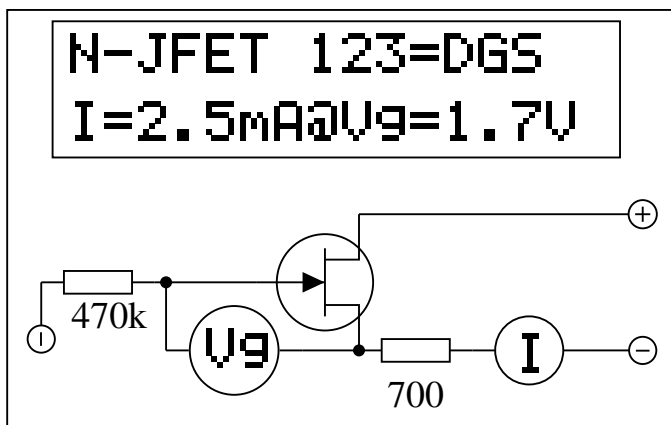 N-JFET 123=DGS
I=2.5mA@Vg=1.7V
+
470k
Vg
I
−
−
700